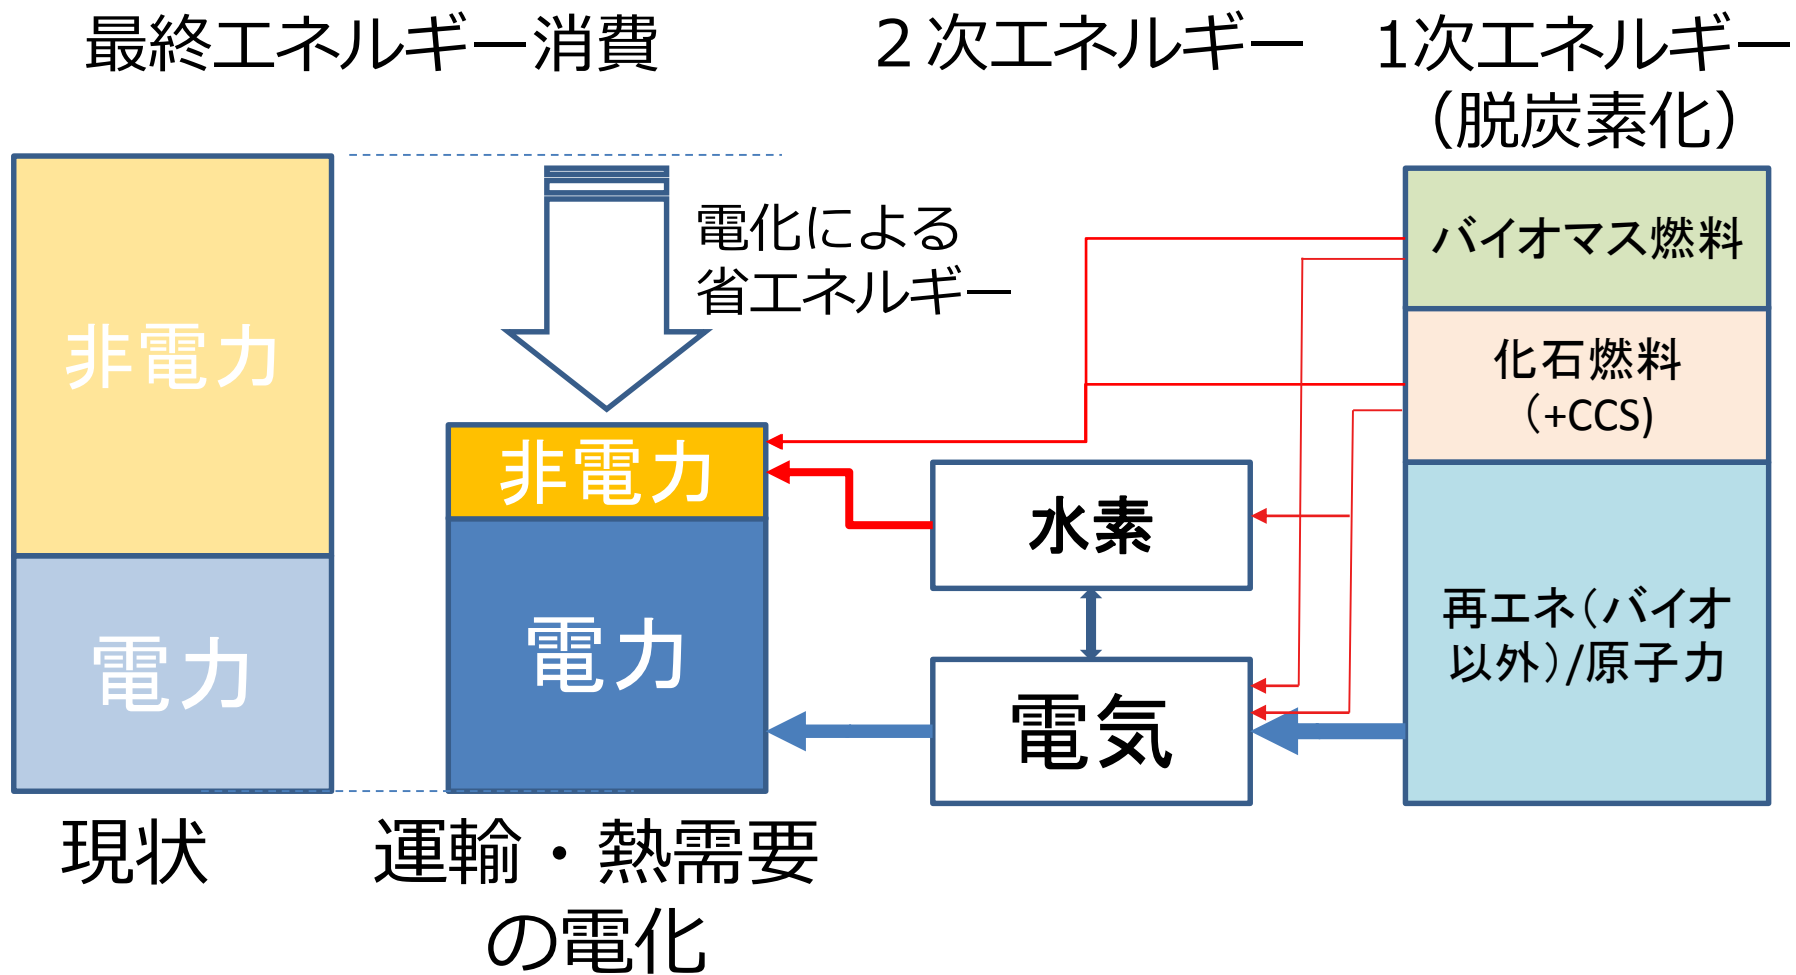 最終エネルギー消費
２次エネルギー
1次エネルギー
（脱炭素化）
電化による
省エネルギー
非電力
電力
非電力
電力
水素
電気
バイオマス燃料
化石燃料
（+CCS)
再エネ（バイオ
以外）/原子力
現状
運輸・熱需要
の電化